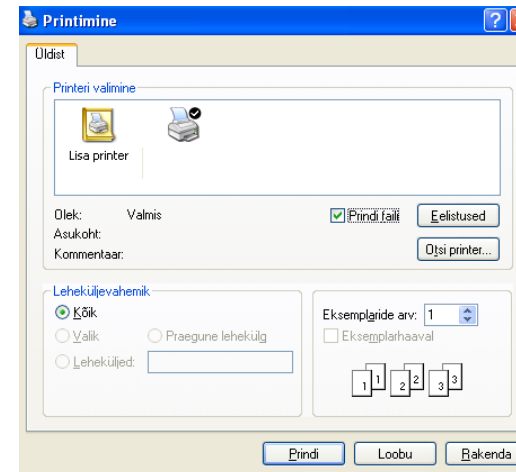 Printimine
Üldist
Printeri valimine
Lisa printer
Olek: Valmis
Prindi faili
Eelistused
Asukoht:
Kommentaar:
Otsi printer...
Leheküljevahemik
Kõik
Valik
Praegune lehekülg
Leheküljed:
Eksemplaride arv: 1
Eksemplarhaaval
1 1 2 2 3 3
Prindi
Loobu
Rakenda